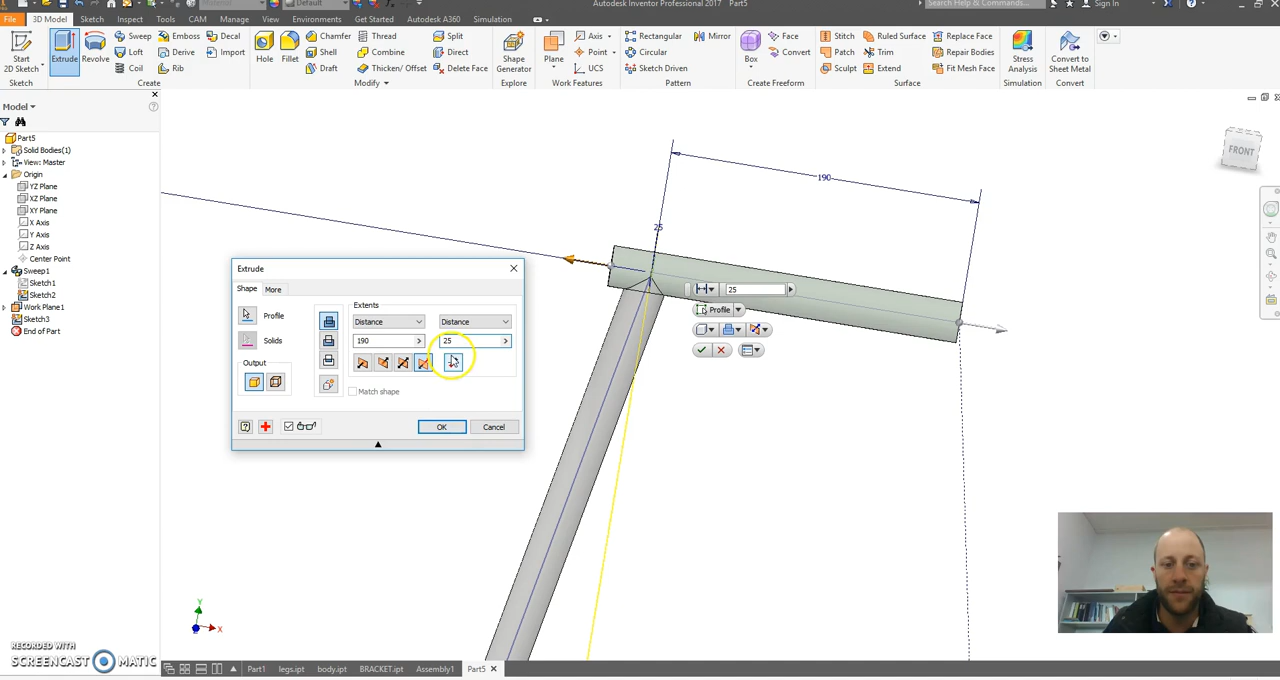 Default
Autodesk Inventor Professional 2017 Part5
Search Help & Commands...
Sign In
File 3D Model Sketch Annotate Inspect Tools CAM Manage View Environments Get Started Autodesk A360 Simulation
Start
2D Sketch
Extrude
Revolve
Sweep
Loft
Coil
Emboss
Derive
Rib
Decal
Import
Hole
Fillet
Chamfer
Shell
Draft
Thread
Combine
Thicken/ Offset
Split
Direct
Delete Face
Shape
Generator
Plane
Axis
Point
UCS
Rectangular
Circular
Sketch Driven
Mirror
Box
Face
Convert
Stitch
Patch
Sculpt
Ruled Surface
Trim
Extend
Replace Face
Repair Bodies
Fit Mesh Face
Stress
Analysis
Convert to
Sheet Metal
Sketch Create Modify Explore Work Features Pattern Create Freeform Surface Simulation Convert
Model
Part5
Solid Bodies(1)
View: Master
Origin
YZ Plane
XZ Plane
XY Plane
X Axis
Y Axis
Z Axis
Center Point
Sweep1
Sketch1
Sketch2
Work Plane1
Sketch3
End of Part
FRONT
190
25
Extrude
Shape More
Profile
Solids
Output
Extents
Distance Distance
190 25
Match shape
OK Cancel
25
Profile
Y
X
RECORDED WITH
SCREENCAST MATIC
Part1 legs.ipt body.ipt BRACKET.ipt Assembly1 Part5